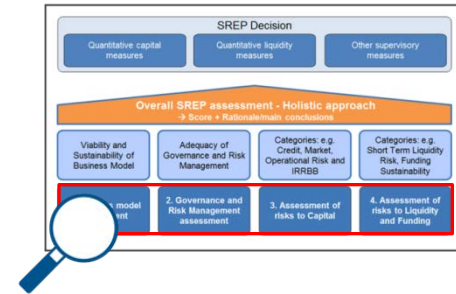 SREP Decision
Quantitative capital
measures
Quantitative liquidity
measures
Other supervisory
measures
Overall SREP assessment - Holistic approach
→ Score + Rationale/main conclusions
Viability and
Sustainability of
Business Model
Adequacy of
Governance and Risk
Management
Categories: e.g.
Credit, Market,
Operational Risk and
IRRBB
Categories: e.g.
Short Term Liquidity
Risk, Funding
Sustainability
model
2. Governance and
Risk Management
assessment
3. Assessment of
risks to Capital
4. Assessment of
risks to Liquidity
and Funding